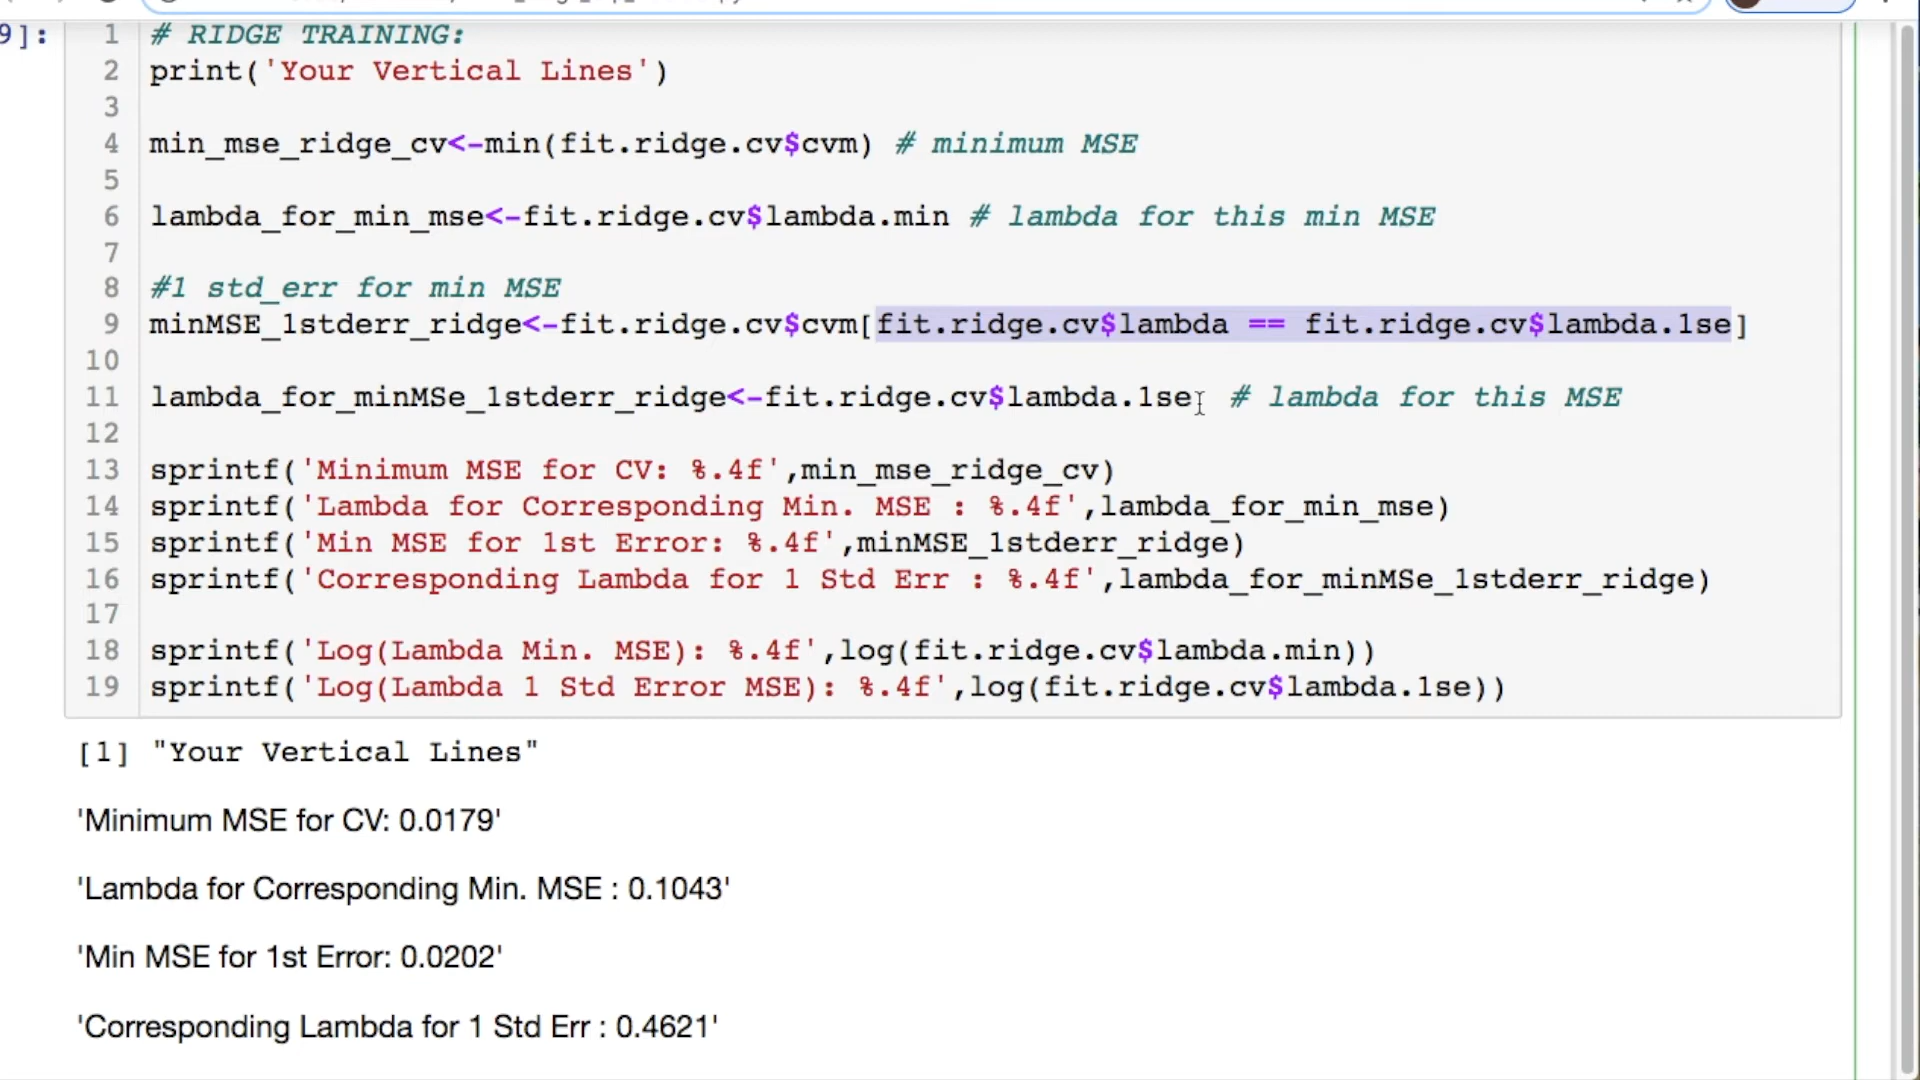 9]:
1 # RIDGE TRAINING:
2 print('Your Vertical Lines')
3
4 min_mse_ridge_cv<-min(fit.ridge.cv$cvm) # minimum MSE
5
6 lambda_for_min_mse<-fit.ridge.cv$lambda.min # lambda for this min MSE
7
8 #1 std_err for min MSE
9 minMSE_1stderr_ridge<-fit.ridge.cv$cvm[fit.ridge.cv$lambda == fit.ridge.cv$lambda.1se]
10
11 lambda_for_minMSe_1stderr_ridge<-fit.ridge.cv$lambda.1se # lambda for this MSE
12
13 sprintf('Minimum MSE for CV: %.4f',min_mse_ridge_cv)
14 sprintf('Lambda for Corresponding Min. MSE : %.4f',lambda_for_min_mse)
15 sprintf('Min MSE for 1st Error: %.4f',minMSE_1stderr_ridge)
16 sprintf('Corresponding Lambda for 1 Std Err : %.4f',lambda_for_minMSe_1stderr_ridge)
17
18 sprintf('Log(Lambda Min. MSE): %.4f',log(fit.ridge.cv$lambda.min))
19 sprintf('Log(Lambda 1 Std Error MSE): %.4f',log(fit.ridge.cv$lambda.1se))
[1] "Your Vertical Lines"
'Minimum MSE for CV: 0.0179'
'Lambda for Corresponding Min. MSE : 0.1043'
'Min MSE for 1st Error: 0.0202'
'Corresponding Lambda for 1 Std Err : 0.4621'